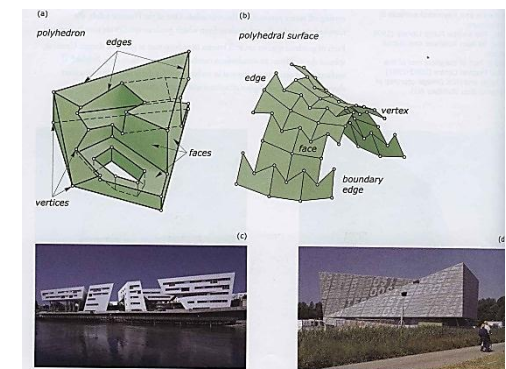 (a)
polyhedron
edges
faces
vertices
(b)
polyhedral surface
edge
vertex
face
boundary
edge
(c)
(d